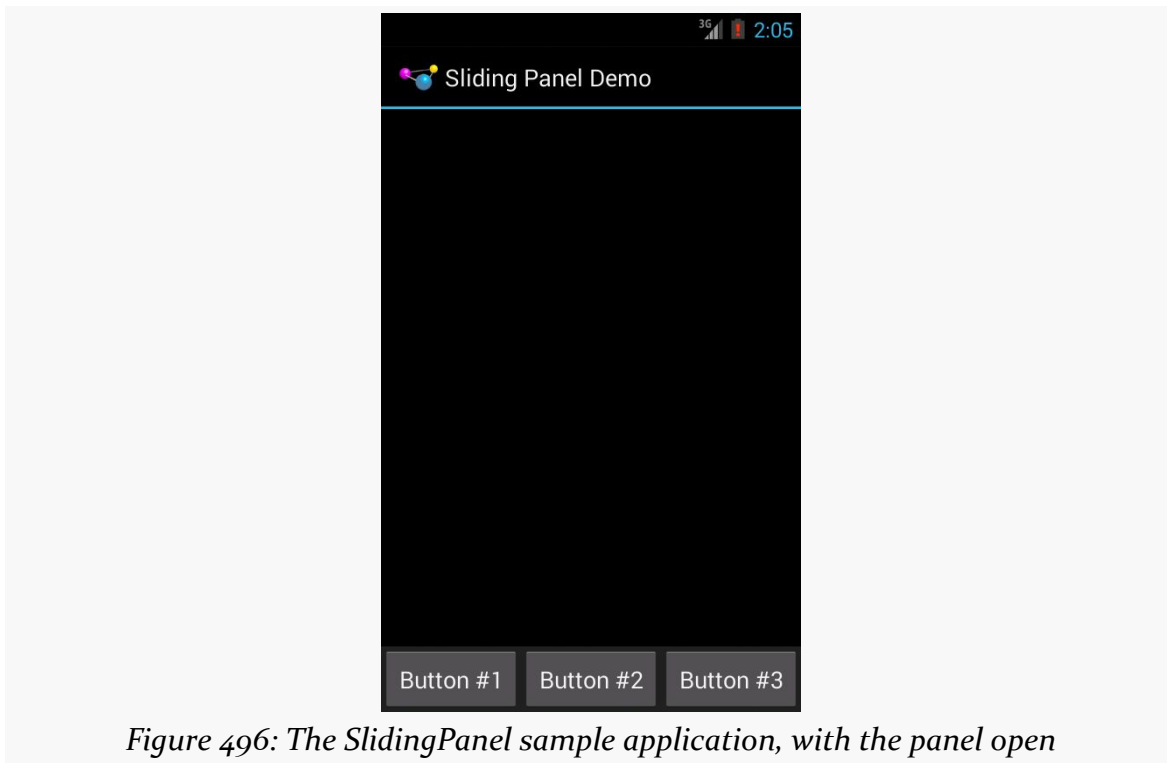 3G 2:05
Sliding Panel Demo
Button #1 Button #2 Button #3
Figure 496: The SlidingPanel sample application, with the panel open